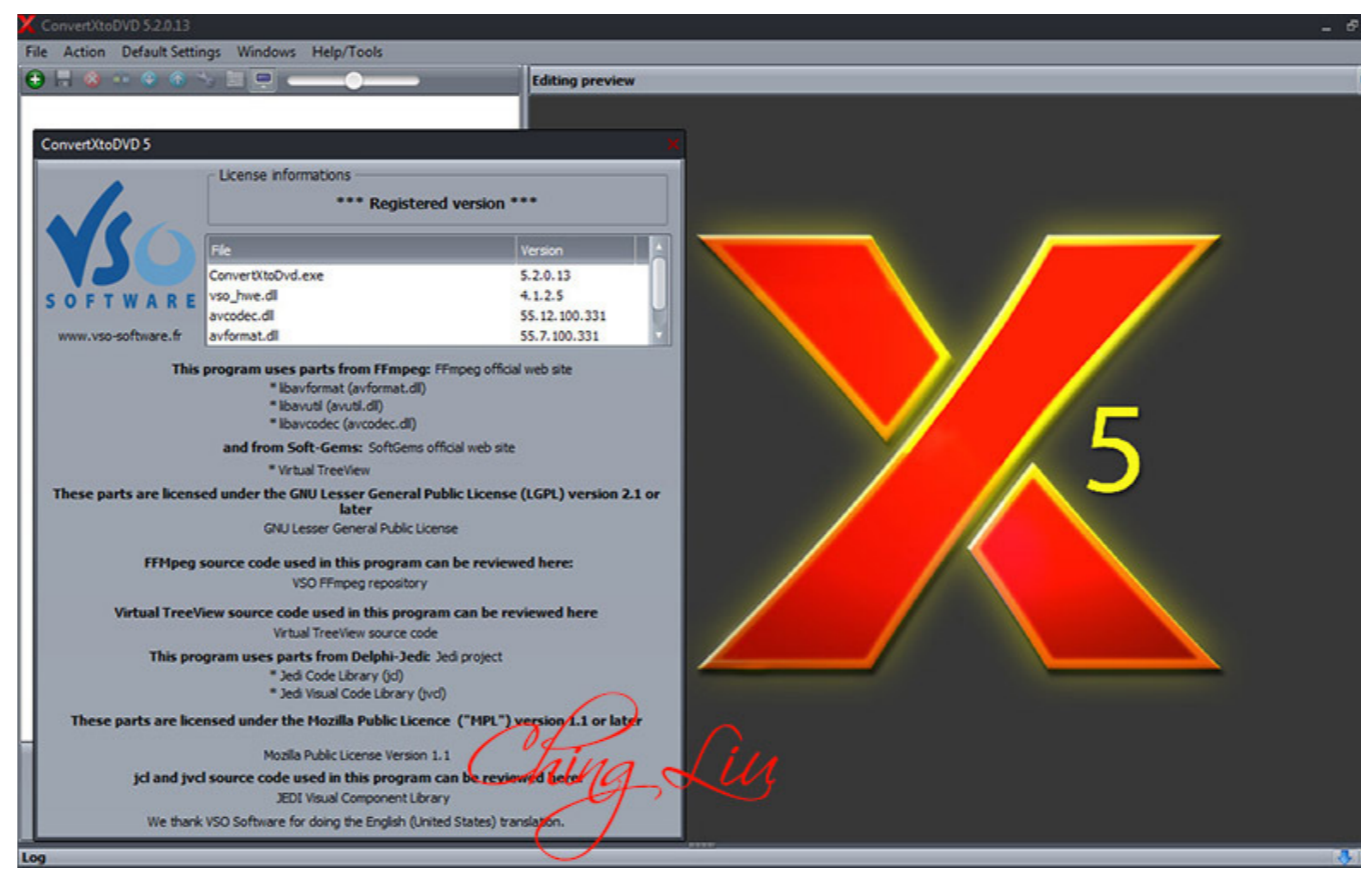 ConvertXtoDVD 5.2.0.13
File Action Default Settings Windows Help/Tools
Editing preview
ConvertXtoDVD 5
VSO
SOFTWARE
www.vso-software.fr
License informations
*** Registered version ***
File Version
ConvertXtoDvd.exe 5.2.0.13
vso_hwe.dll 4.1.2.5
avcodec.dll 55.12.100.331
avformat.dll 55.7.100.331
This program uses parts from FFmpeg: FFmpeg official web site
* libavformat (avformat.dll)
* libavutil (avutil.dll)
* libavcodec (avcodec.dll)
and from Soft-Gems: SoftGems official web site
* Virtual TreeView
These parts are licensed under the GNU Lesser General Public License (LGPL) version 2.1 or
later
GNU Lesser General Public License
FFMpeg source code used in this program can be reviewed here:
VSO FFmpeg repository
Virtual TreeView source code used in this program can be reviewed here
Virtual TreeView source code
This program uses parts from Delphi-Jedi: Jedi project
* Jedi Code Library (jcl)
* Jedi Visual Code Library (jvcl)
These parts are licensed under the Mozilla Public Licence ("MPL") version 1.1 or later
Mozilla Public License Version 1.1
jcl and jvcl source code used in this program can be reviewed here:
JEDI Visual Component Library
We thank VSO Software for doing the English (United States) translation.
X 5
Ching Liu
Log